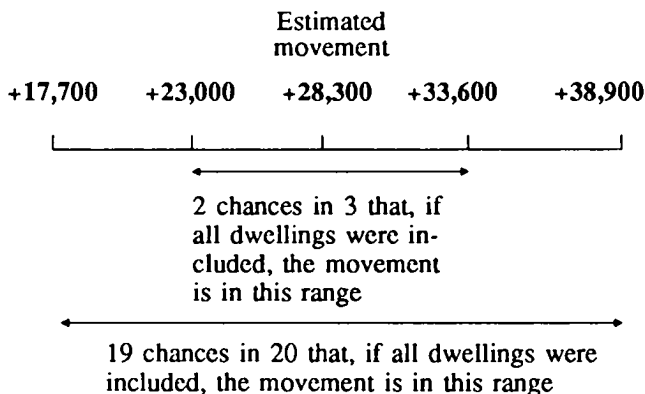 Estimated
movement
+17,700 +23,000 +28,300 +33,600 +38,900
2 chances in 3 that, if
all dwellings were in-
cluded, the movement
is in this range
19 chances in 20 that, if all dwellings were
included, the movement is in this range